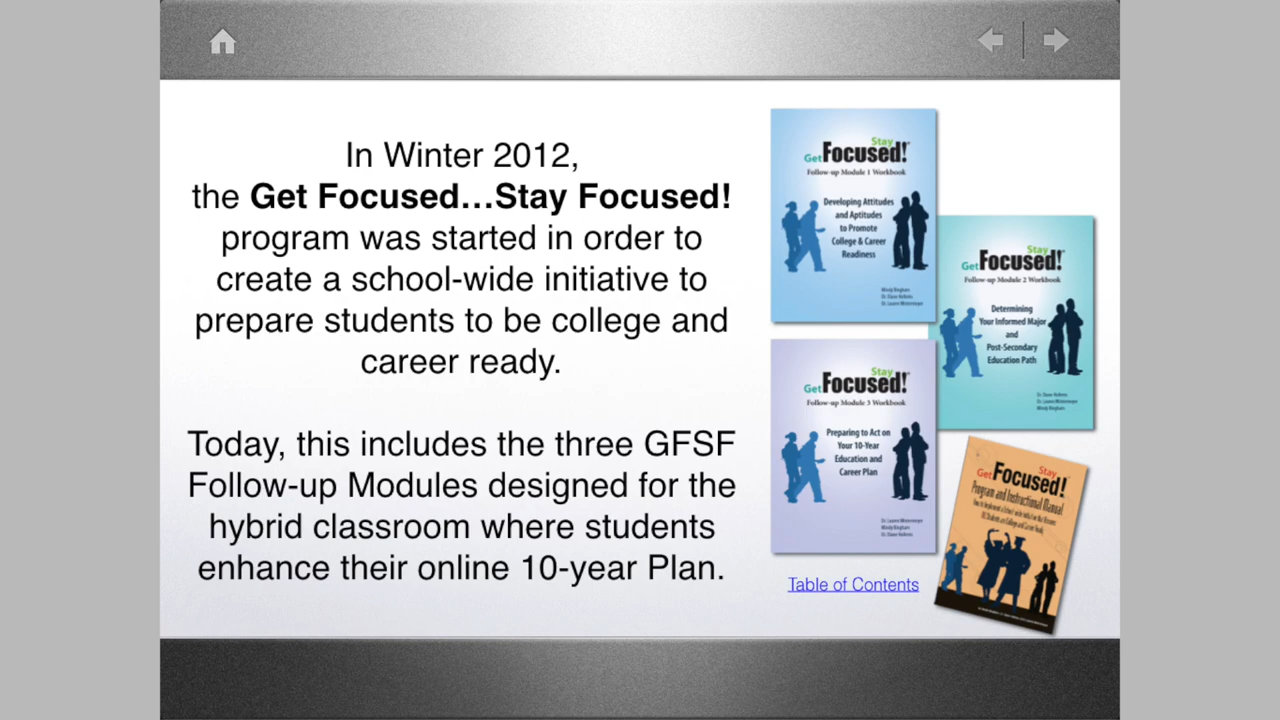 In Winter 2012,
the Get Focused...Stay Focused!
program was started in order to
create a school-wide initiative to
prepare students to be college and
career ready.
Today, this includes the three GFSF
Follow-up Modules designed for the
hybrid classroom where students
enhance their online 10-year Plan.
Stay
Get Focused!
Follow-up Module 1 Workbook
Developing Attitudes
and Aptitudes
to Promote
College & Career
Readiness
Stay
Get Focused!
Follow-up Module 2 Workbook
Determining
Your Informed Major
and
Post-Secondary
Education Path
Stay
Get Focused!
Follow-up Module 3 Workbook
Preparing to Act on
Your 10-Year
Education and
Career Plan
Stay
Get Focused!
Program and Instructional Manual
Table of Contents